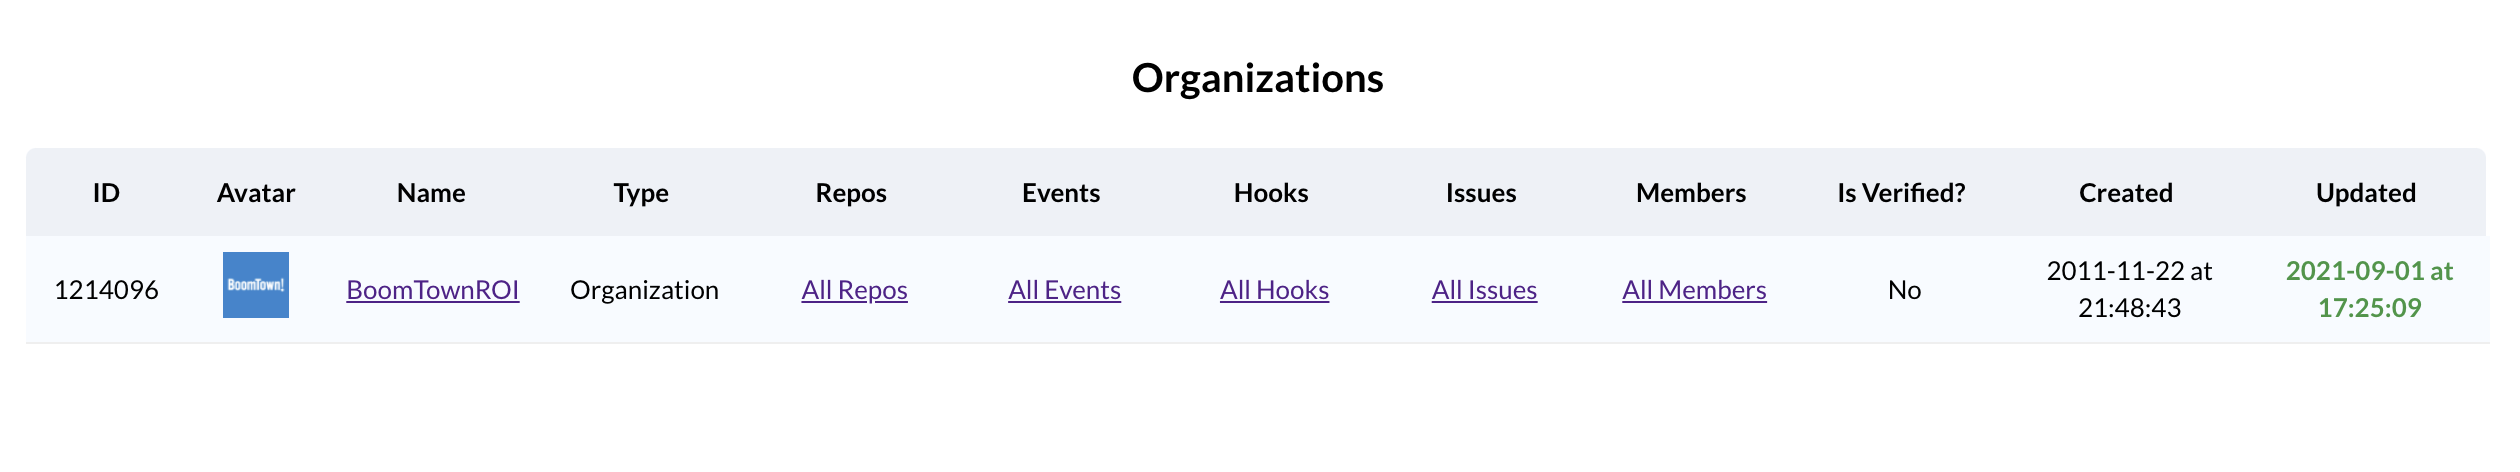 Organizations
ID Avatar Name Type Repos Events Hooks Issues Members Is Verified? Created Updated
1214096 BoomTown! BoomTownROI Organization All Repos All Events All Hooks All Issues All Members No 2011-11-22 at 2021-09-01 at
21:48:43 17:25:09